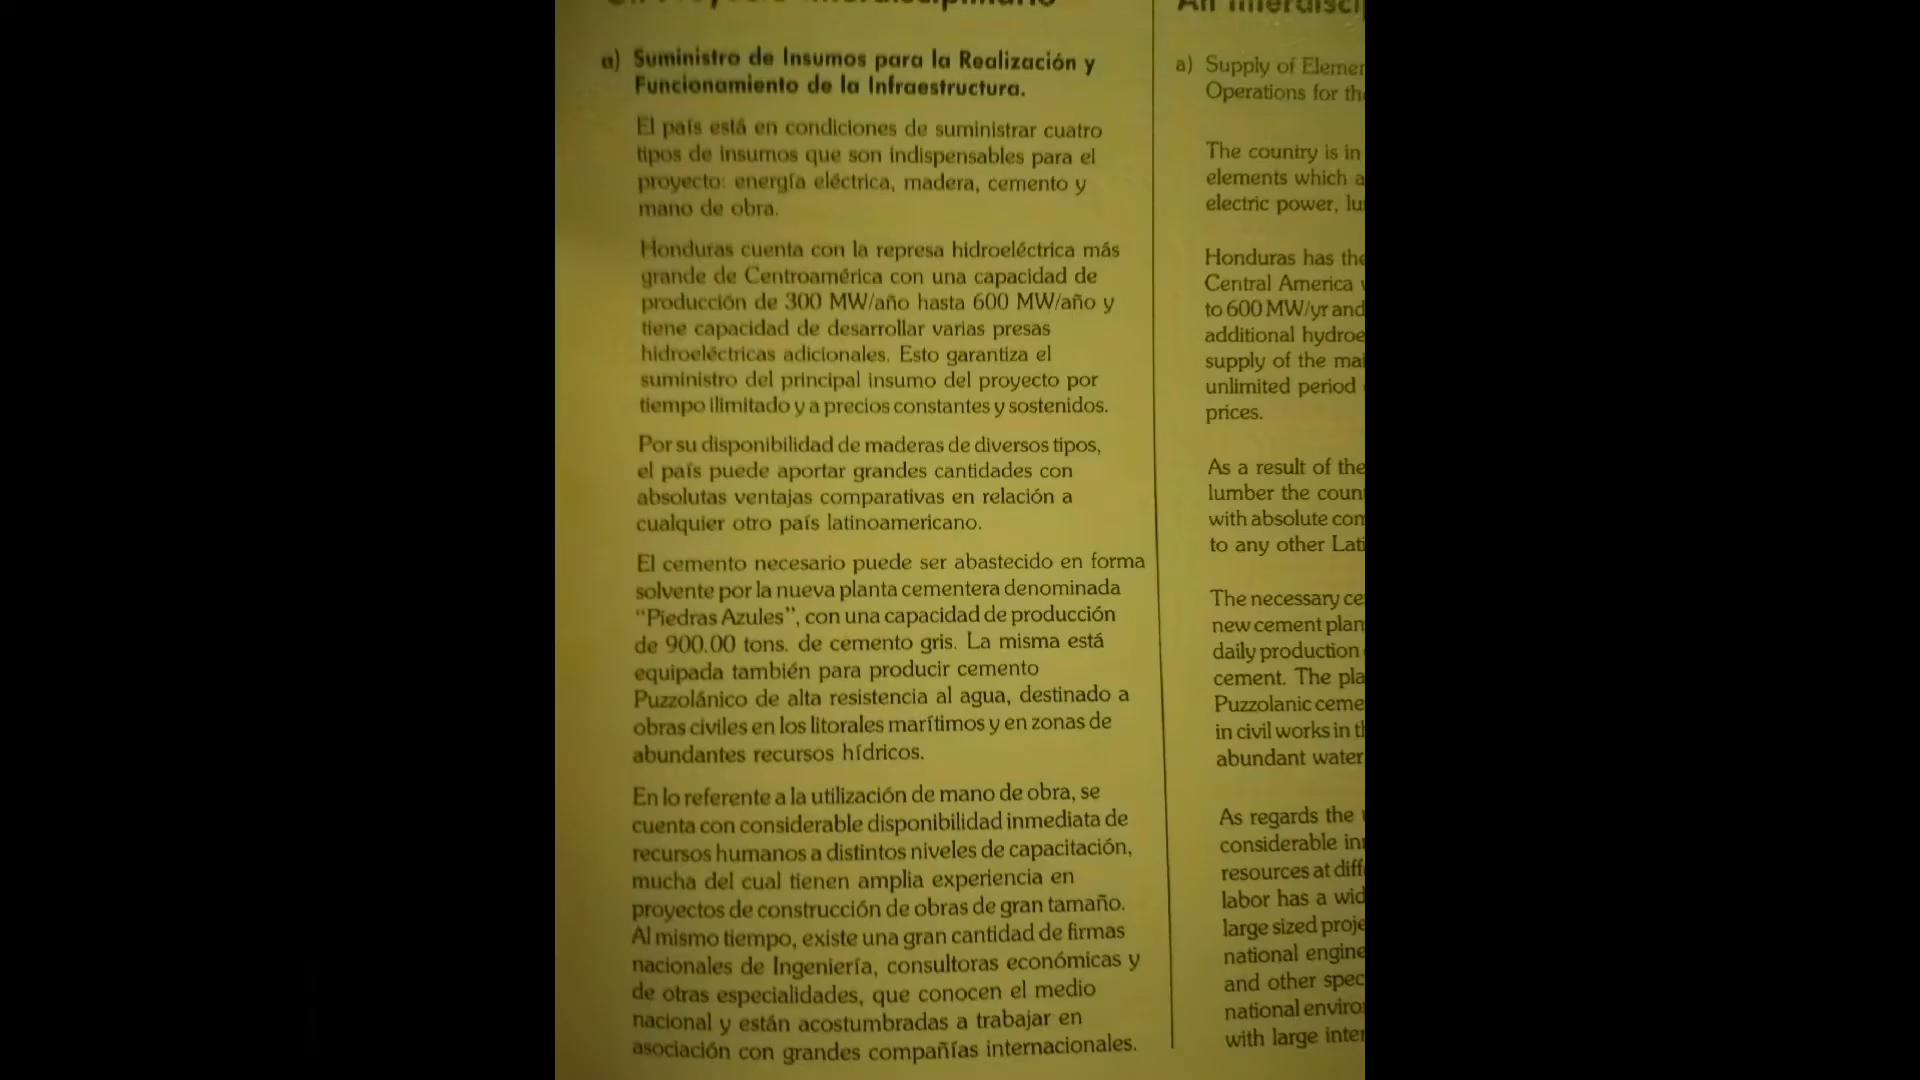 a) Suministro de Insumos para la Realización y
Funcionamiento de la Infraestructura.
El país está en condiciones de suministrar cuatro
tipos de insumos que son indispensables para el
proyecto: energía eléctrica, madera, cemento y
mano de obra.
Honduras cuenta con la represa hidroeléctrica más
grande de Centroamérica con una capacidad de
producción de 300 MW/año hasta 600 MW/año y
tiene capacidad de desarrollar varias presas
hidroeléctricas adicionales. Esto garantiza el
suministro del principal insumo del proyecto por
tiempo ilimitado y a precios constantes y sostenidos.
Por su disponibilidad de maderas de diversos tipos,
el país puede aportar grandes cantidades con
absolutas ventajas comparativas en relación a
cualquier otro país latinoamericano.
El cemento necesario puede ser abastecido en forma
solvente por la nueva planta cementera denominada
“Piedras Azules”, con una capacidad de producción
de 900.00 tons. de cemento gris. La misma está
equipada también para producir cemento
Puzzolánico de alta resistencia al agua, destinado a
obras civiles en los litorales marítimos y en zonas de
abundantes recursos hídricos.
En lo referente a la utilización de mano de obra, se
cuenta con considerable disponibilidad inmediata de
recursos humanos a distintos niveles de capacitación,
mucha del cual tienen amplia experiencia en
proyectos de construcción de obras de gran tamaño.
Al mismo tiempo, existe una gran cantidad de firmas
nacionales de Ingeniería, consultoras económicas y
de otras especialidades, que conocen el medio
nacional y están acostumbradas a trabajar en
asociación con grandes compañías internacionales.
a) Supply of
Operations for
The country is in
elements which
electric power,
Honduras has
Central America
to 600 MW/yr and
additional
supply of the
unlimited period
prices.
As a result of the
lumber the
with absolute
to any other
The necessary
new cement
daily production
cement. The
Puzzolanic
in civil works in
abundant water
As regards the
considerable
resources at
labor has a
large sized
national
and other
national
with large